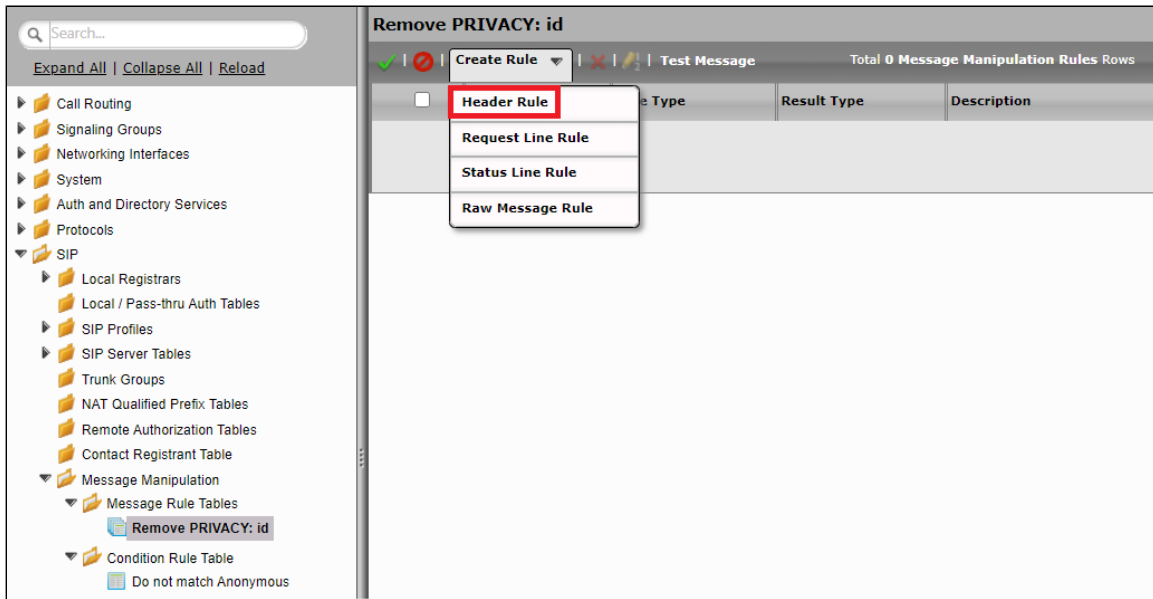 Search...
Expand All | Collapse All | Reload
Call Routing
Signaling Groups
Networking Interfaces
System
Auth and Directory Services
Protocols
SIP
Local Registrars
Local / Pass-thru Auth Tables
SIP Profiles
SIP Server Tables
Trunk Groups
NAT Qualified Prefix Tables
Remote Authorization Tables
Contact Registrant Table
Message Manipulation
Message Rule Tables
Remove PRIVACY: id
Condition Rule Table
Do not match Anonymous
Remove PRIVACY: id
| | Create Rule | | | Test Message Total 0 Message Manipulation Rules Rows
e Type Result Type Description
Header Rule
Request Line Rule
Status Line Rule
Raw Message Rule